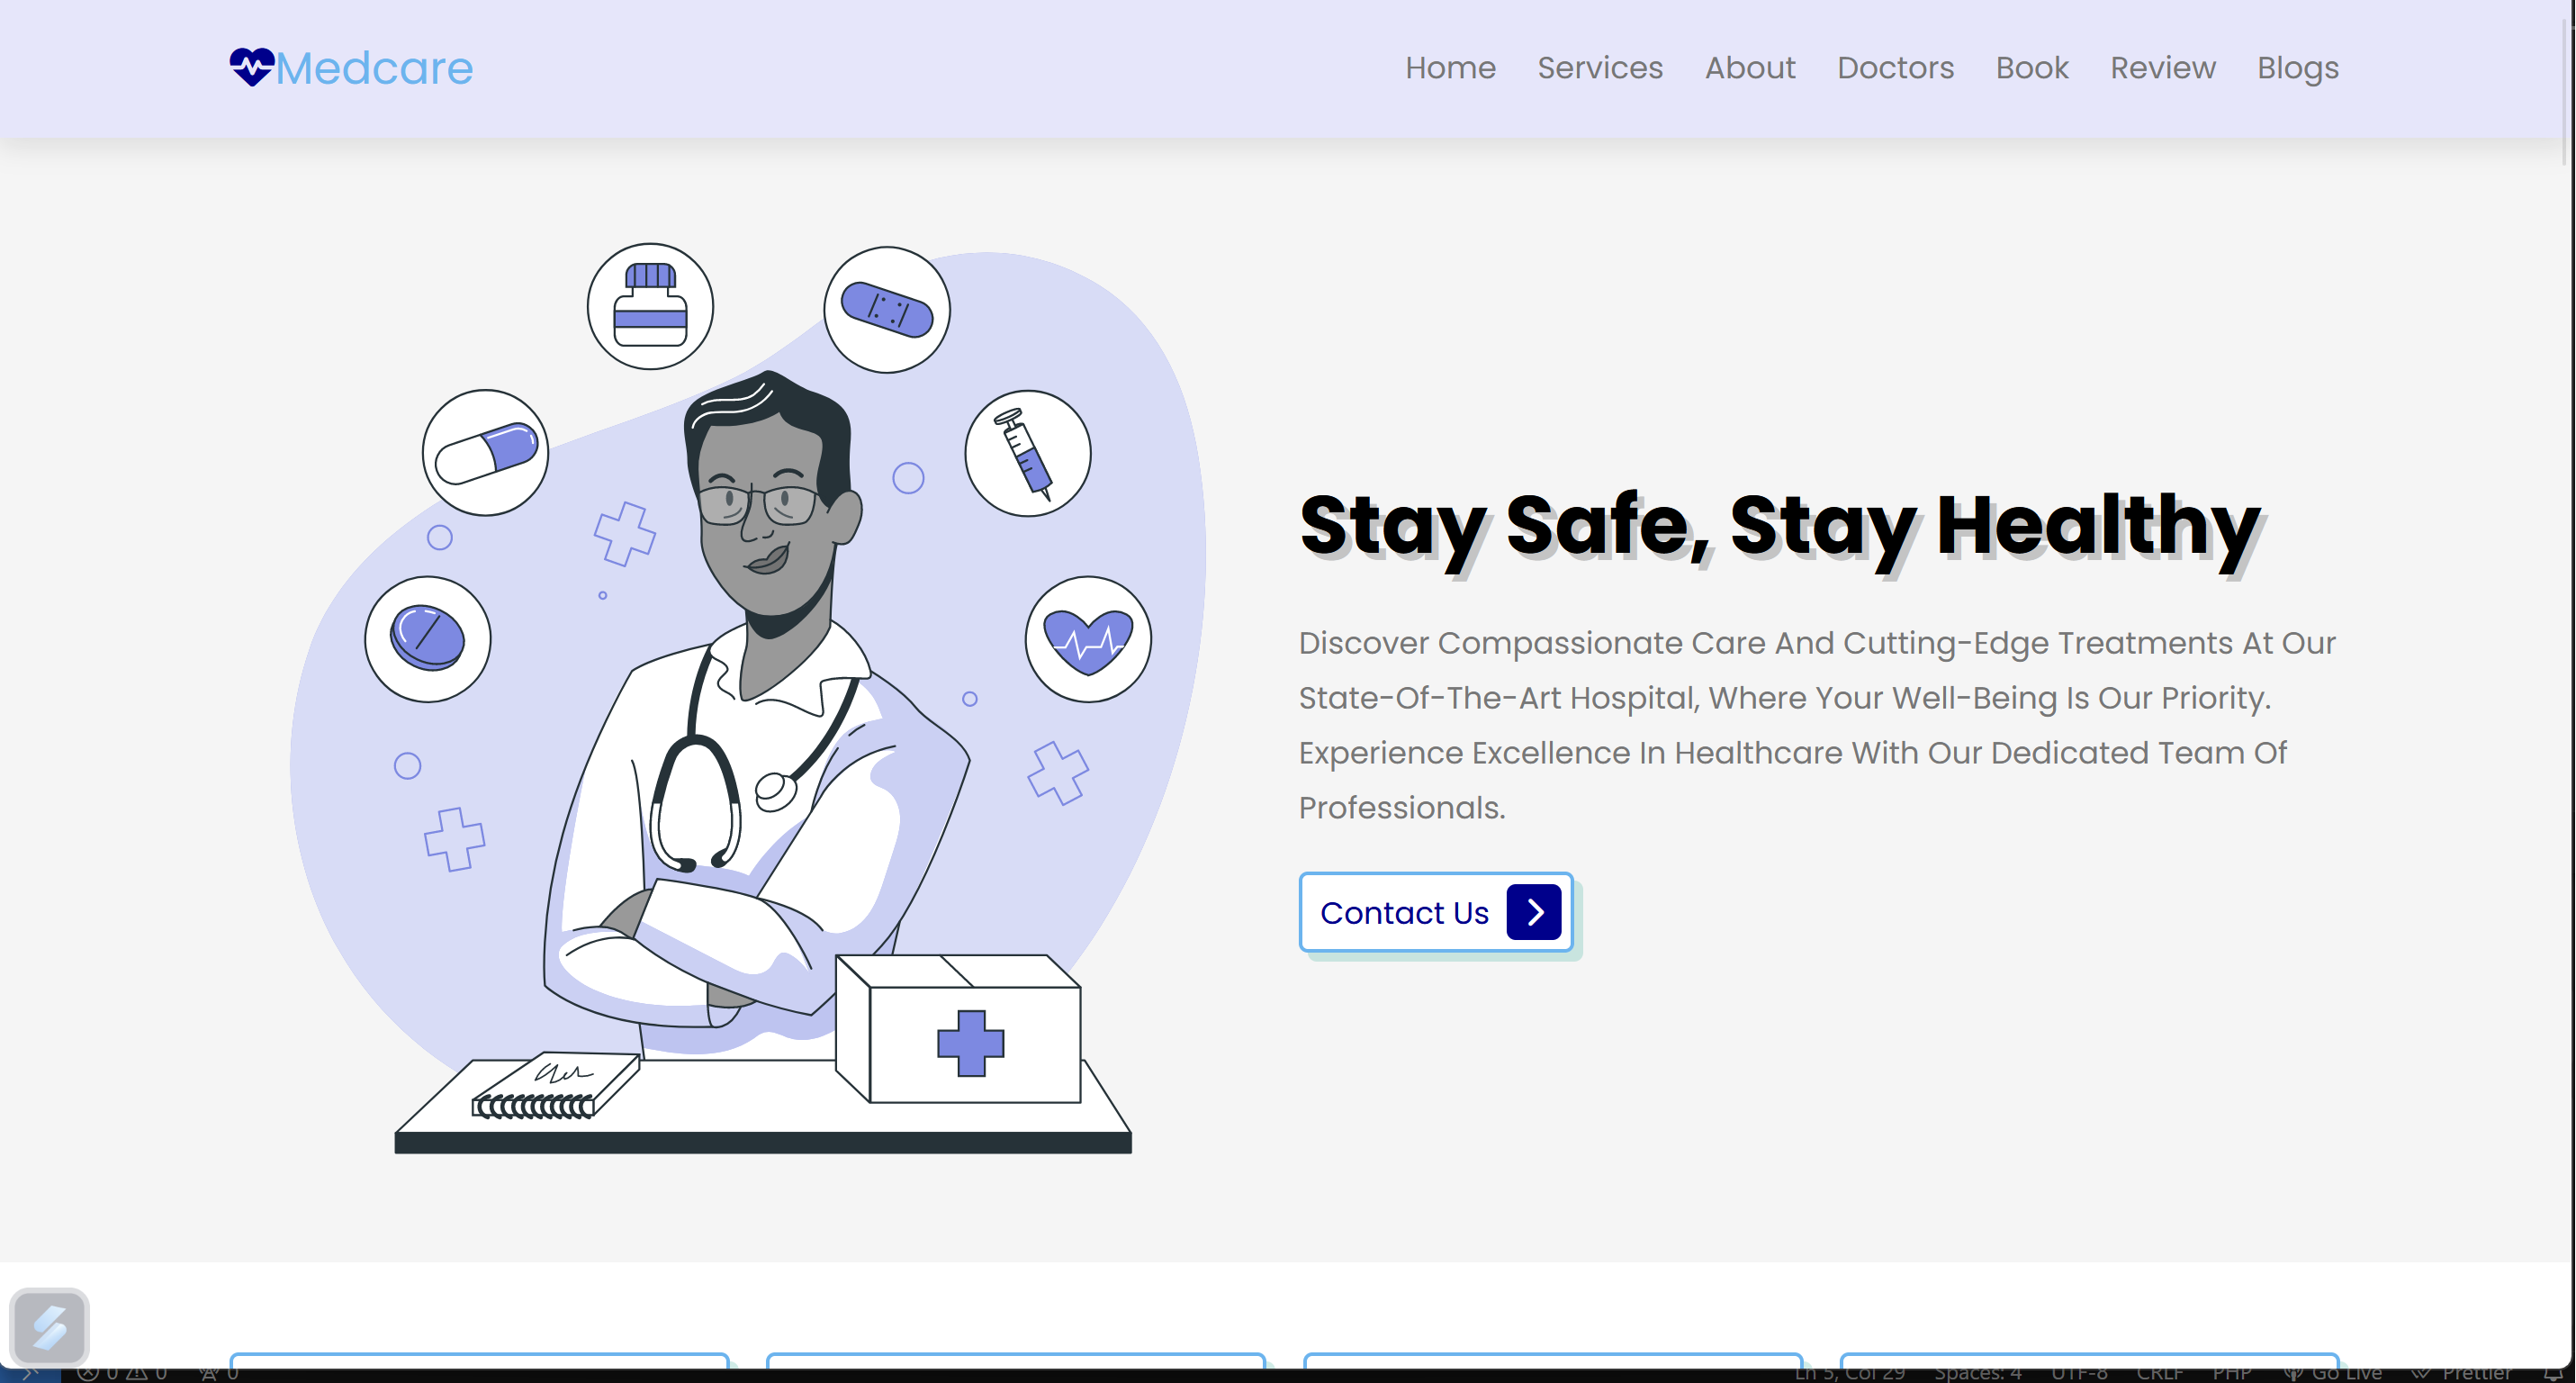 Medcare
Home Services About Doctors Book Review Blogs
Stay Safe, Stay Healthy
Discover Compassionate Care And Cutting-Edge Treatments At Our
State-Of-The-Art Hospital, Where Your Well-Being Is Our Priority.
Experience Excellence In Healthcare With Our Dedicated Team Of
Professionals.
Contact Us
0 0 0 Ln 5, Col 29 Spaces: 4 UTF-8 CRLF PHP Go Live Prettier